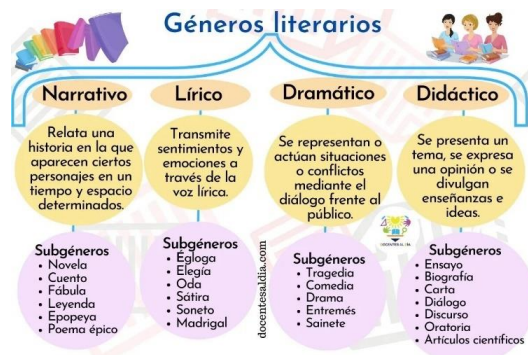 Géneros literarios
Narrativo
Relata una
historia en la que
aparecen ciertos
personajes en un
tiempo y espacio
determinados.
Subgéneros
• Novela
• Cuento
• Fábula
• Leyenda
• Epopeya
• Poema épico
Lírico
Transmite
sentimientos y
emociones a
través de la
voz lírica.
Subgéneros
• Égloga
• Elegía
• Oda
• Sátira
• Soneto
• Madrigal
docentesaldia.com
Dramático
Se representan o
actúan situaciones
o conflictos
mediante el
diálogo frente al
público.
Subgéneros
• Tragedia
• Comedia
• Drama
• Entremés
• Sainete
Didáctico
Se presenta un
tema, se expresa
una opinión o se
divulgan
enseñanzas e
ideas.
DOCENTES AL DÍA
Subgéneros
• Ensayo
• Biografía
• Carta
• Diálogo
• Discurso
• Oratoria
• Artículos científicos